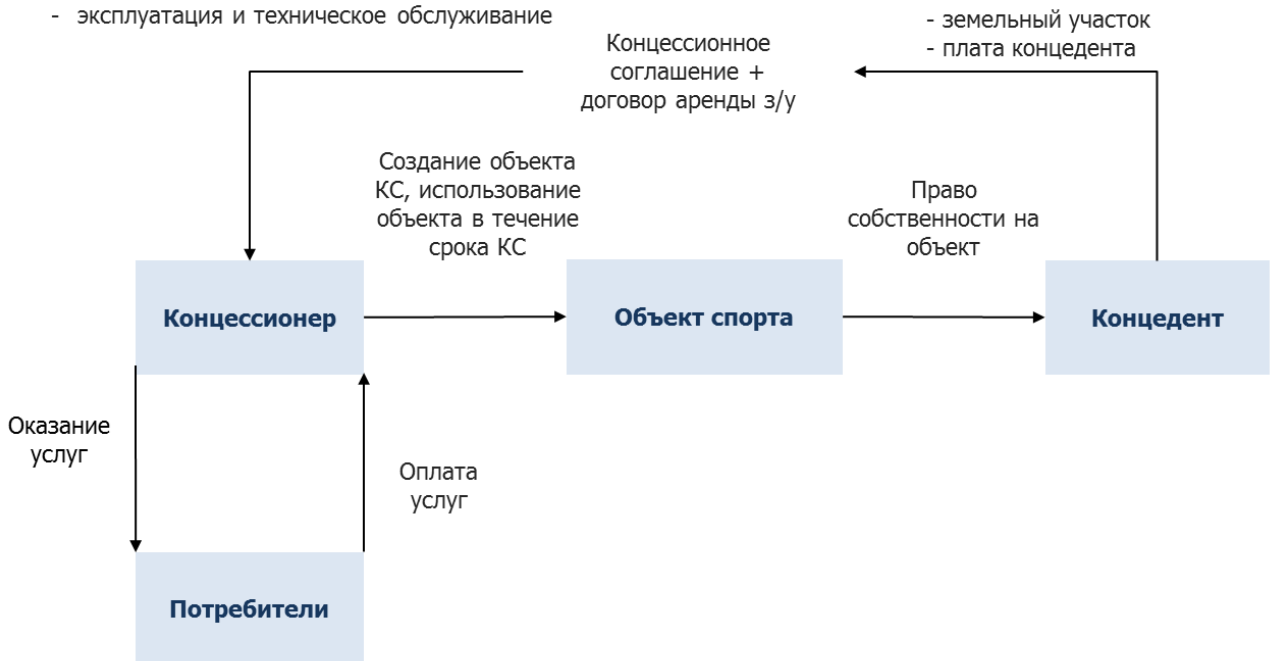 - эксплуатация и техническое обслуживание
- земельный участок
- плата концедента
Концессионное
соглашение +
договор аренды з/у
Создание объекта
КС, использование
объекта в течение
срока КС
Право
собственности на
объект
Концессионер
Объект спорта
Концедент
Оказание
услуг
Оплата
услуг
Потребители